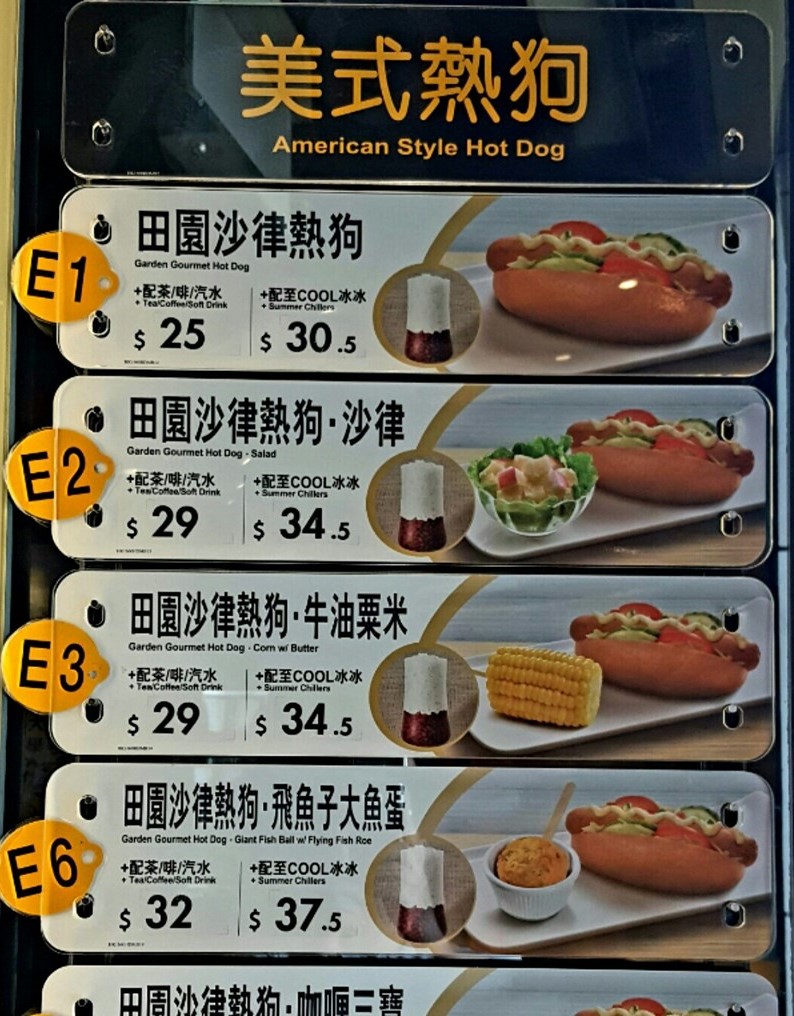 美式熱狗
American Style Hot Dog
E1
田園沙律熱狗
Garden Gourmet Hot Dog
+配茶/啡/汽水 +配至COOL冰冰
+ Tea/Coffee/Soft Drink + Summer Chillers
$ 25 $ 30.5
E2
田園沙律熱狗·沙律
Garden Gourmet Hot Dog - Salad
+配茶/啡/汽水 +配至COOL冰冰
+ Tea/Coffee/Soft Drink + Summer Chillers
$ 29 $ 34.5
E3
田園沙律熱狗·牛油粟米
Garden Gourmet Hot Dog - Corn w/ Butter
+配茶/啡/汽水 +配至COOL冰冰
+ Tea/Coffee/Soft Drink + Summer Chillers
$ 29 $ 34.5
E6
田園沙律熱狗·飛魚子大魚蛋
Garden Gourmet Hot Dog - Giant Fish Ball w/ Flying Fish Roe
+配茶/啡/汽水 +配至COOL冰冰
+ Tea/Coffee/Soft Drink + Summer Chillers
$ 32 $ 37.5
田園沙律熱狗·咖喱三寶